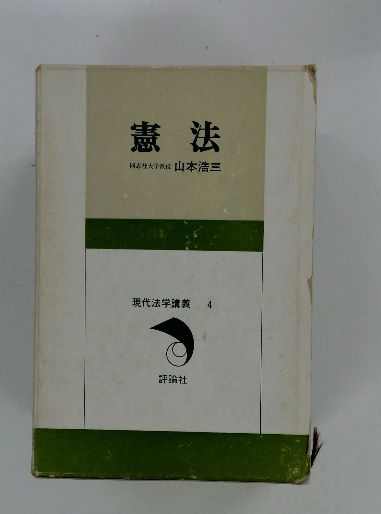 憲法
同志社大学教授 山本浩三
現代法学講義 4
評論社